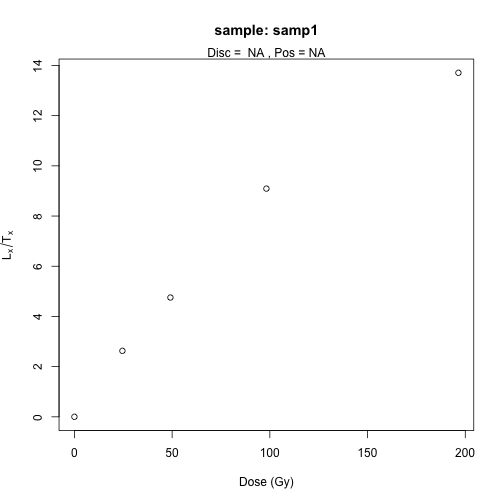 sample: samp1
Disc =  NA , Pos = NA
14
12
10
8
6
4
2
0
Lx/Tx
0 50 100 150 200
Dose (Gy)